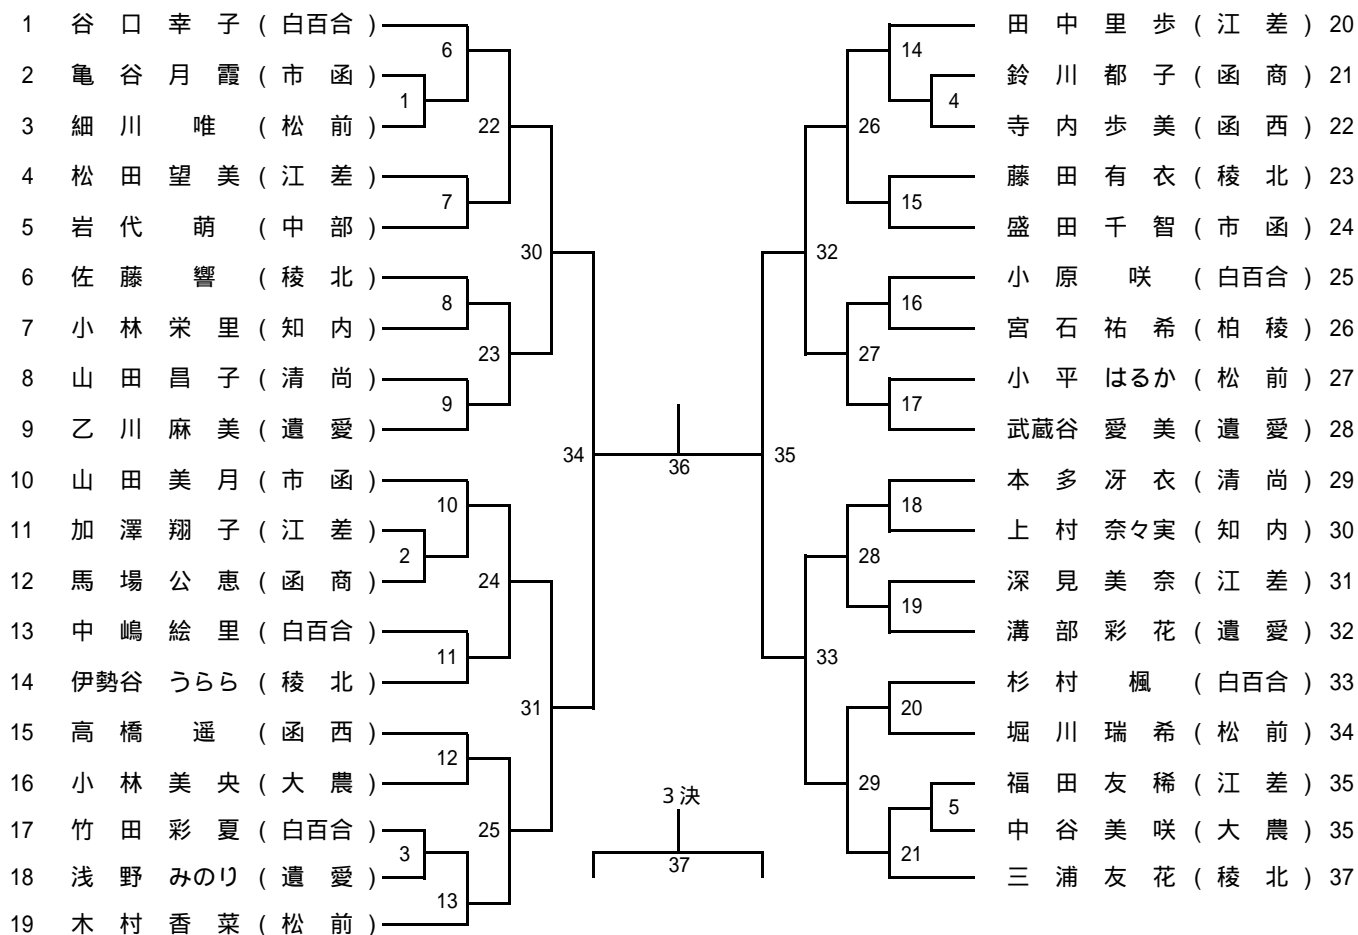 1 谷 口 幸 子 ( 白百合 )
2 亀 谷 月 霞 ( 市 函 )
3 細 川 唯 ( 松 前 )
4 松 田 望 美 ( 江 差 )
5 岩 代 萌 ( 中 部 )
6 佐 藤 響 ( 稜 北 )
7 小 林 栄 里 ( 知 内 )
8 山 田 昌 子 ( 清 尚 )
9 乙 川 麻 美 ( 遺 愛 )
10 山 田 美 月 ( 市 函 )
11 加 澤 翔 子 ( 江 差 )
12 馬 場 公 恵 ( 函 商 )
13 中 嶋 絵 里 ( 白百合 )
14 伊勢谷 うらら ( 稜 北 )
15 高 橋 遥 ( 函 西 )
16 小 林 美 央 ( 大 農 )
17 竹 田 彩 夏 ( 白百合 )
18 浅 野 みのり ( 遺 愛 )
19 木 村 香 菜 ( 松 前 )
6
1
22
7
30
8
23
9
34
10
2
24
11
31
12
25
3
13
36
3 決
37
14
4
26
15
32
16
27
17
35
18
28
19
33
20
29
5
21
田 中 里 歩 ( 江 差 ) 20
鈴 川 都 子 ( 函 商 ) 21
寺 内 歩 美 ( 函 西 ) 22
藤 田 有 衣 ( 稜 北 ) 23
盛 田 千 智 ( 市 函 ) 24
小 原 咲 ( 白百合 ) 25
宮 石 祐 希 ( 柏 稜 ) 26
小 平 はるか ( 松 前 ) 27
武蔵谷 愛 美 ( 遺 愛 ) 28
本 多 冴 衣 ( 清 尚 ) 29
上 村 奈々実 ( 知 内 ) 30
深 見 美 奈 ( 江 差 ) 31
溝 部 彩 花 ( 遺 愛 ) 32
杉 村 楓 ( 白百合 ) 33
堀 川 瑞 希 ( 松 前 ) 34
福 田 友 稀 ( 江 差 ) 35
中 谷 美 咲 ( 大 農 ) 35
三 浦 友 花 ( 稜 北 ) 37